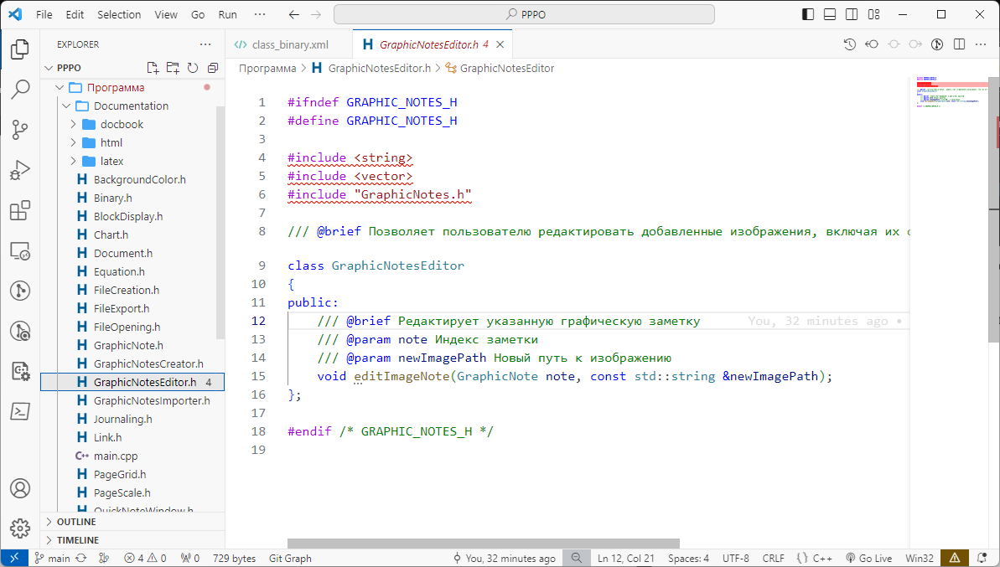 File Edit Selection View Go Run ··· PPPO
EXPLORER ···
PPPO
Программа
Documentation
docbook
html
latex
BackgroundColor.h
Binary.h
BlockDisplay.h
Chart.h
Document.h
Equation.h
FileCreation.h
FileExport.h
FileOpening.h
GraphicNote.h
GraphicNotesCreator.h
GraphicNotesEditor.h 4
GraphicNotesImporter.h
Journaling.h
Link.h
main.cpp
PageGrid.h
PageScale.h
QuickNoteWindow.h
OUTLINE
TIMELINE
class_binary.xml GraphicNotesEditor.h 4
Программа > GraphicNotesEditor.h > GraphicNotesEditor
1 #ifndef GRAPHIC_NOTES_H
2 #define GRAPHIC_NOTES_H
3
4 #include <string>
5 #include <vector>
6 #include "GraphicNotes.h"
7
8 /// @brief Позволяет пользователю редактировать добавленные изображения, включая их
9 class GraphicNotesEditor
10 {
11 public:
12 /// @brief Редактирует указанную графическую заметку You, 32 minutes ago •
13 /// @param note Индекс заметки
14 /// @param newImagePath Новый путь к изображению
15 void editImageNote(GraphicNote note, const std::string &newImagePath);
16 };
17
18 #endif /* GRAPHIC_NOTES_H */
19
main 4 0 0 729 bytes Git Graph You, 32 minutes ago Ln 12, Col 21 Spaces: 4 UTF-8 CRLF {} C++ Go Live Win32